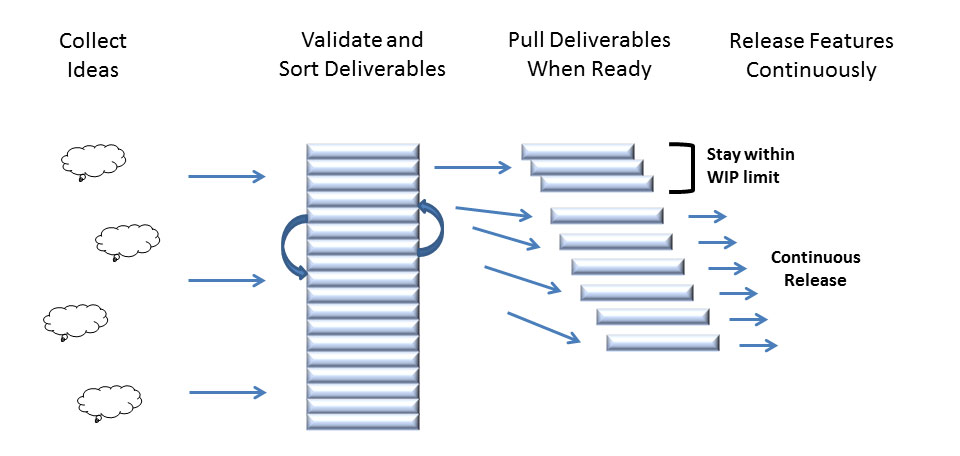 Collect
Ideas
Validate and
Sort Deliverables
Pull Deliverables
When Ready
Release Features
Continuously
Stay within
WIP limit
Continuous
Release